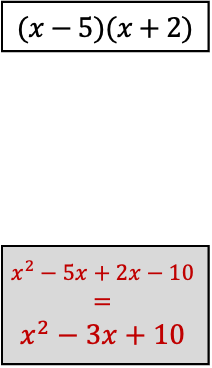 (x − 5)(x + 2)
x² − 5x + 2x − 10
=
x² − 3x + 10